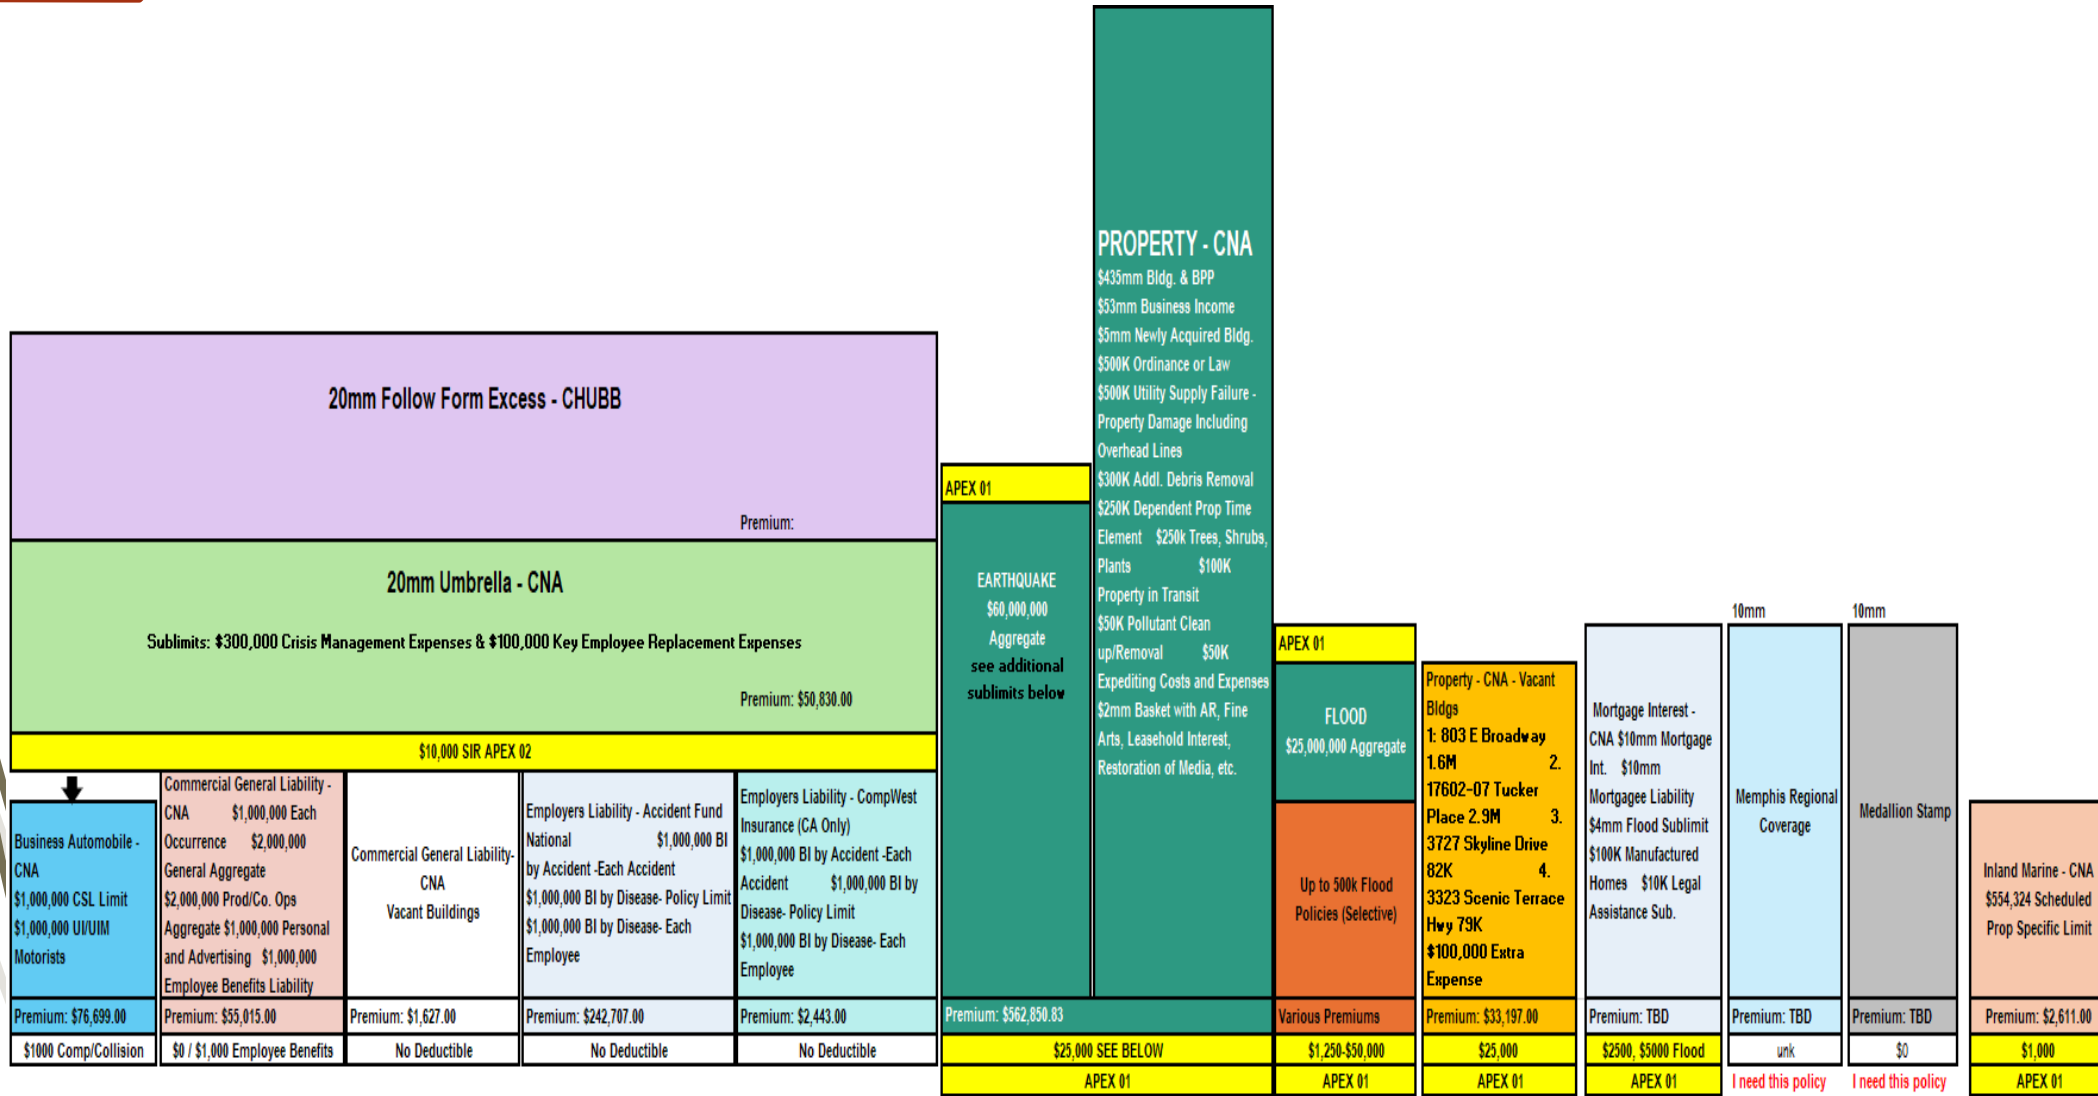 PROPERTY - CNA
$435mm Bldg. & BPP
$53mm Business Income
$5mm Newly Acquired Bldg.
$500K Ordinance or Law
$500K Utility Supply Failure -
Property Damage Including
Overhead Lines
$300K Addl. Debris Removal
$250K Dependent Prop Time
Element $250k Trees, Shrubs,
Plants $100K
Property in Transit
$50K Pollutant Clean
up/Removal $50K
Expediting Costs and Expenses
$2mm Basket with AR, Fine
Arts, Leasehold Interest,
Restoration of Media, etc.
20mm Follow Form Excess - CHUBB
Premium:
20mm Umbrella - CNA
Sublimits: $300,000 Crisis Management Expenses & $100,000 Key Employee Replacement Expenses
Premium: $50,830.00
$10,000 SIR APEX 02
Business Automobile -
CNA
$1,000,000 CSL Limit
$1,000,000 UI/UIM
Motorists
Premium: $76,699.00
$1000 Comp/Collision
Commercial General Liability -
CNA $1,000,000 Each
Occurrence $2,000,000
General Aggregate
$2,000,000 Prod/Co. Ops
Aggregate $1,000,000 Personal
and Advertising $1,000,000
Employee Benefits Liability
Premium: $55,015.00
$0 / $1,000 Employee Benefits
Commercial General Liability-
CNA
Vacant Buildings
Premium: $1,627.00
No Deductible
Employers Liability - Accident Fund
National $1,000,000 BI
by Accident -Each Accident
$1,000,000 BI by Disease- Policy Limit
$1,000,000 BI by Disease- Each
Employee
Premium: $242,707.00
No Deductible
Employers Liability - CompWest
Insurance (CA Only)
$1,000,000 BI by Accident -Each
Accident $1,000,000 BI by
Disease- Policy Limit
$1,000,000 BI by Disease- Each
Employee
Premium: $2,443.00
No Deductible
APEX 01
EARTHQUAKE
$60,000,000
Aggregate
see additional
sublimits below
Premium: $562,850.83
$25,000 SEE BELOW
APEX 01
APEX 01
FLOOD
$25,000,000 Aggregate
Up to 500k Flood
Policies (Selective)
Various Premiums
$1,250-$50,000
APEX 01
Property - CNA - Vacant
Bldgs
1: 803 E Broadway
1.6M 2.
17602-07 Tucker
Place 2.9M 3.
3727 Skyline Drive
82K 4.
3323 Scenic Terrace
Hwy 79K
$100,000 Extra
Expense
Premium: $33,197.00
$25,000
APEX 01
Mortgage Interest -
CNA $10mm Mortgage
Int. $10mm
Mortgagee Liability
$4mm Flood Sublimit
$100K Manufactured
Homes $10K Legal
Assistance Sub.
Premium: TBD
$2500, $5000 Flood
APEX 01
10mm
Memphis Regional
Coverage
Premium: TBD
unk
I need this policy
10mm
Medallion Stamp
Premium: TBD
$0
I need this policy
Inland Marine - CNA
$554,324 Scheduled
Prop Specific Limit
Premium: $2,611.00
$1,000
APEX 01